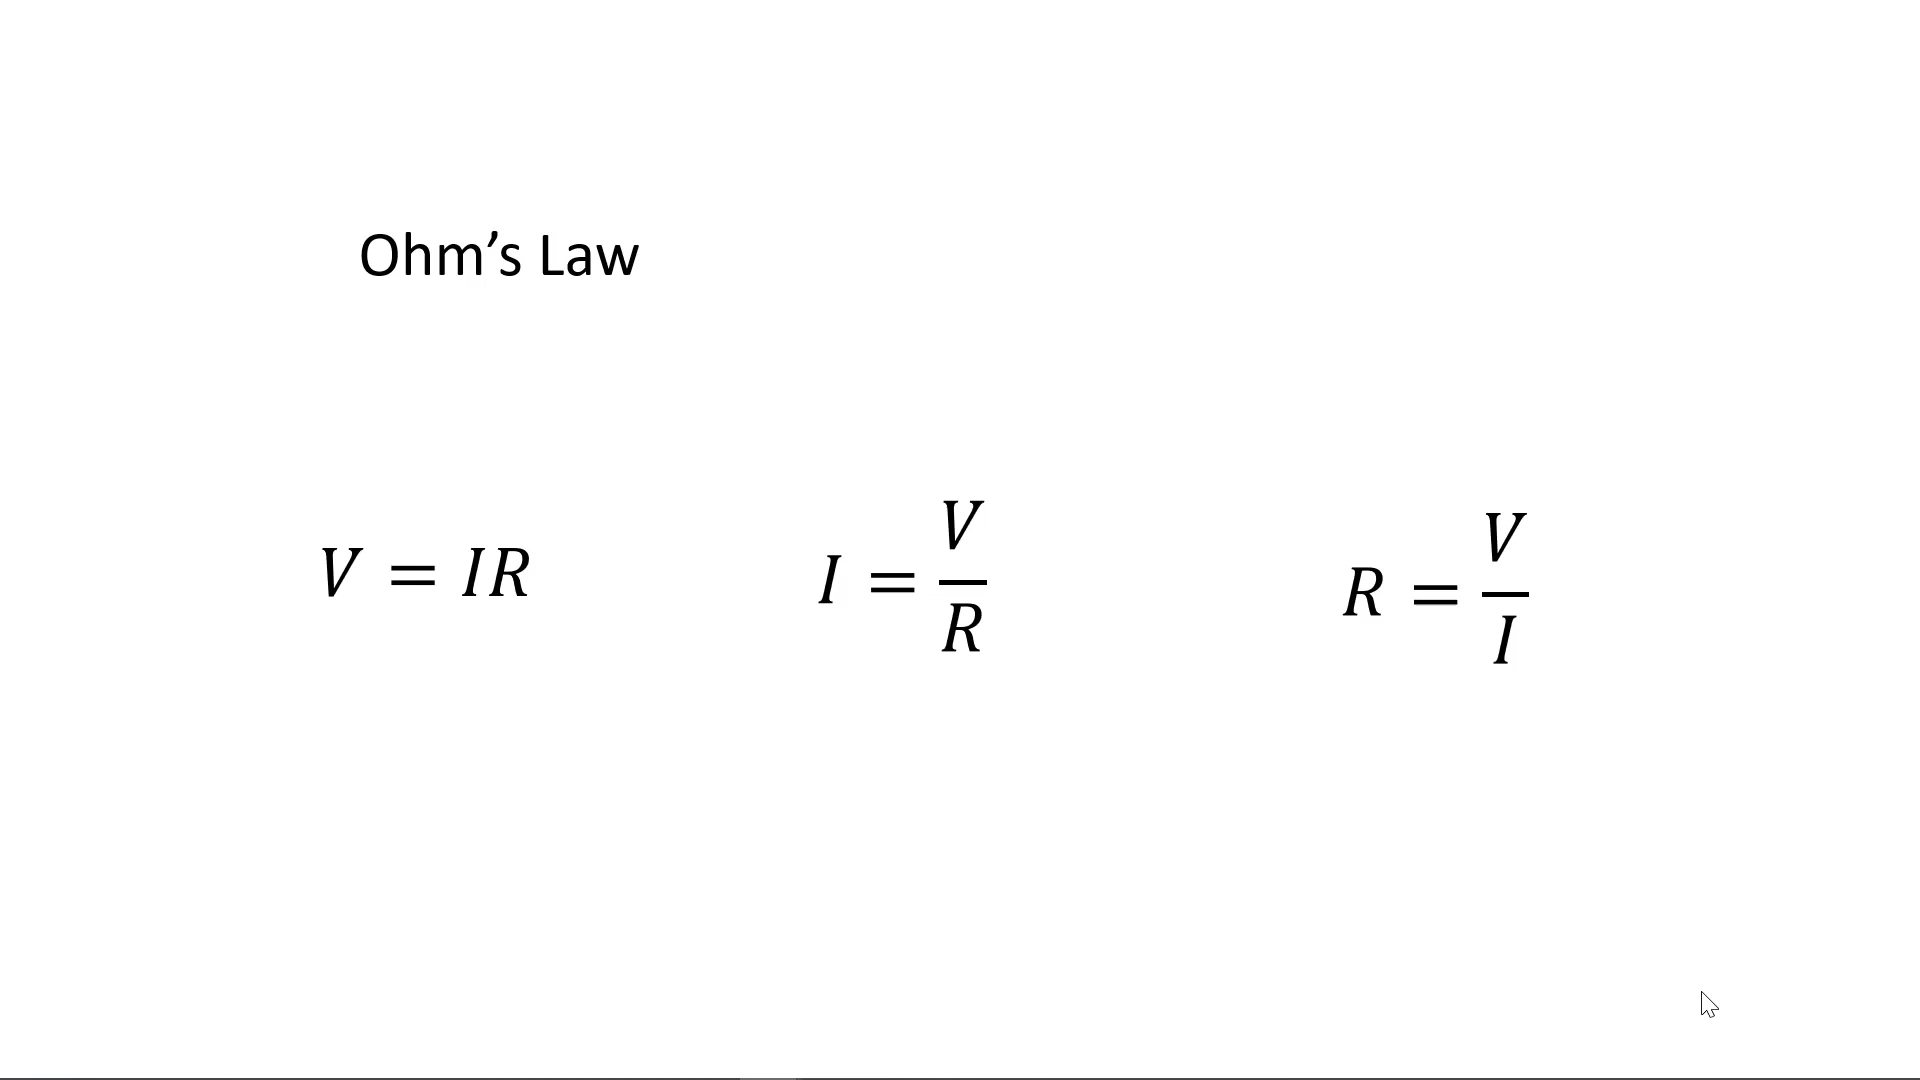 Ohm’s Law
V = IR
I = V/R
R = V/I